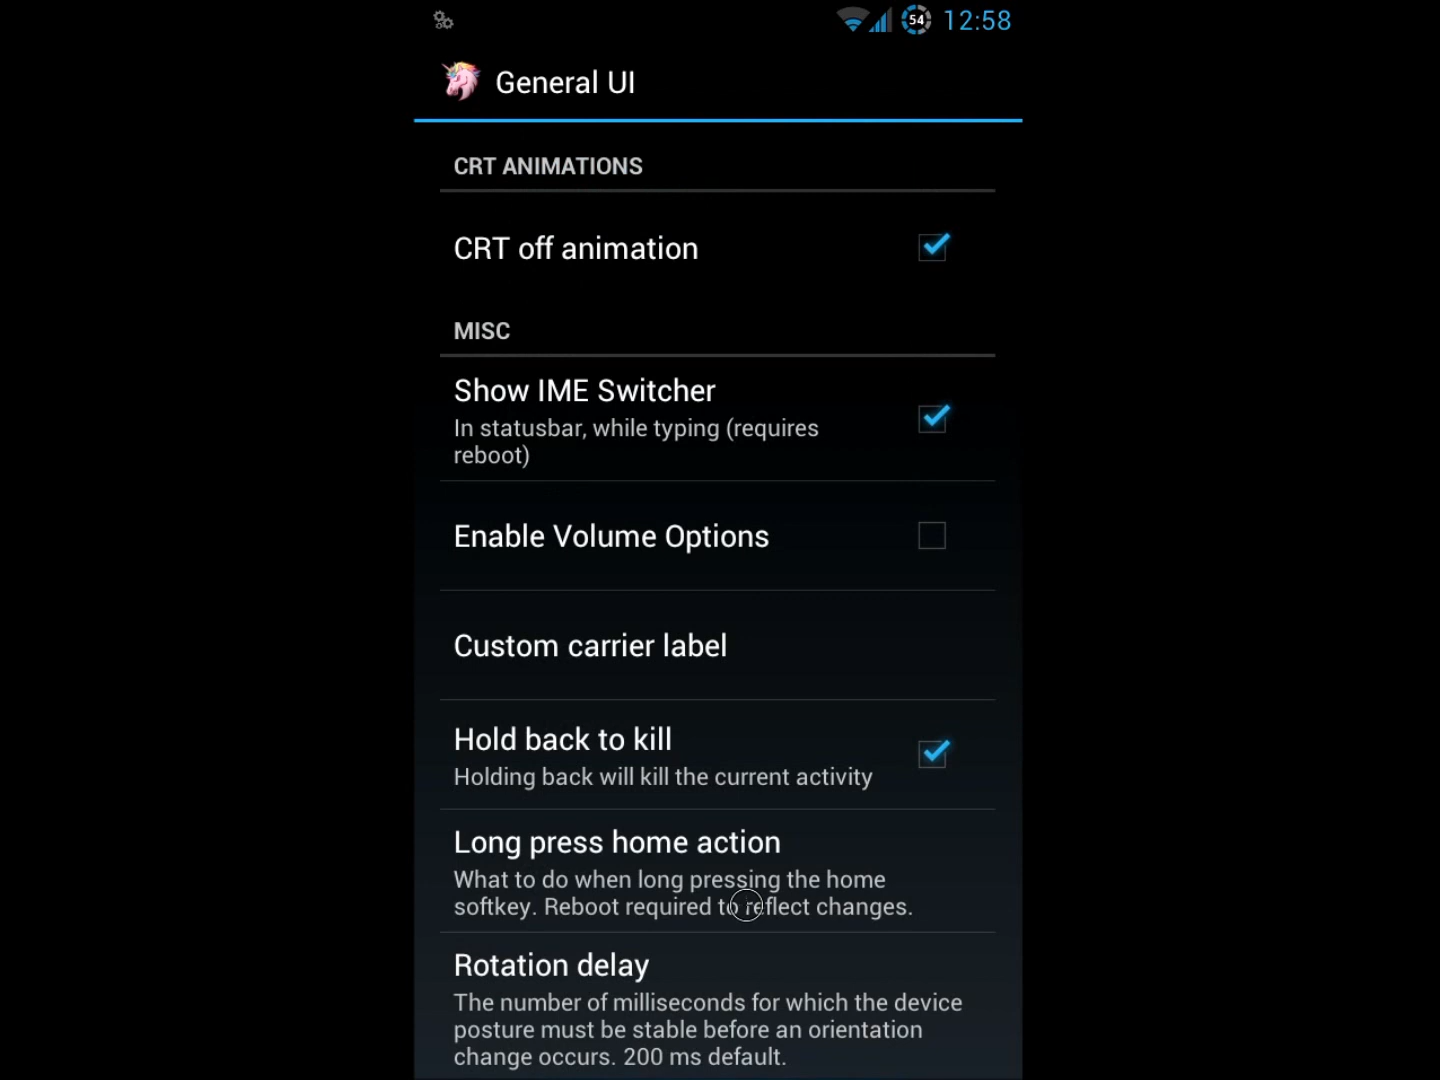 54 12:58
General UI
CRT ANIMATIONS
CRT off animation
MISC
Show IME Switcher
In statusbar, while typing (requires
reboot)
Enable Volume Options
Custom carrier label
Hold back to kill
Holding back will kill the current activity
Long press home action
What to do when long pressing the home
softkey. Reboot required to reflect changes.
Rotation delay
The number of milliseconds for which the device
posture must be stable before an orientation
change occurs. 200 ms default.